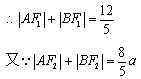 ∴ |AF₁| + |BF₁| = 12/5
又∵ |AF₂| + |BF₂| = 8/5 a